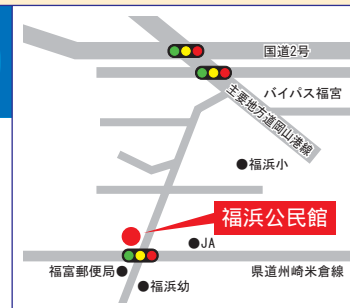 国道2号
バイパス福宮
主要地方道岡山港線
福浜小
福浜公民館
JA
福富郵便局
県道州崎米倉線
福浜幼